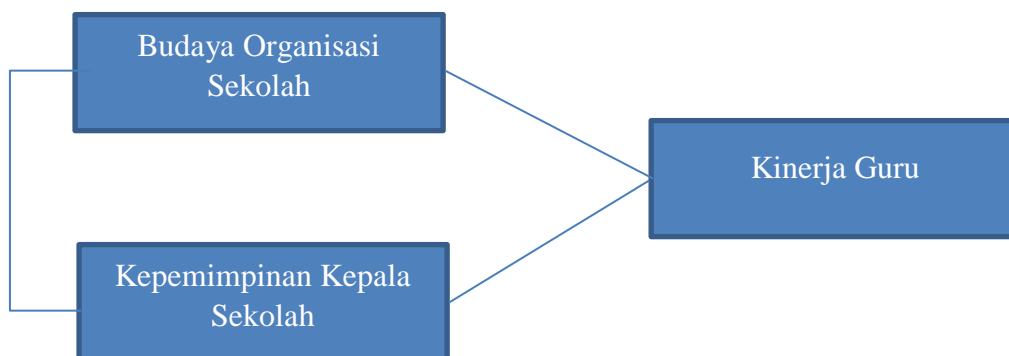 Budaya Organisasi
Sekolah
Kinerja Guru
Kepemimpinan Kepala
Sekolah